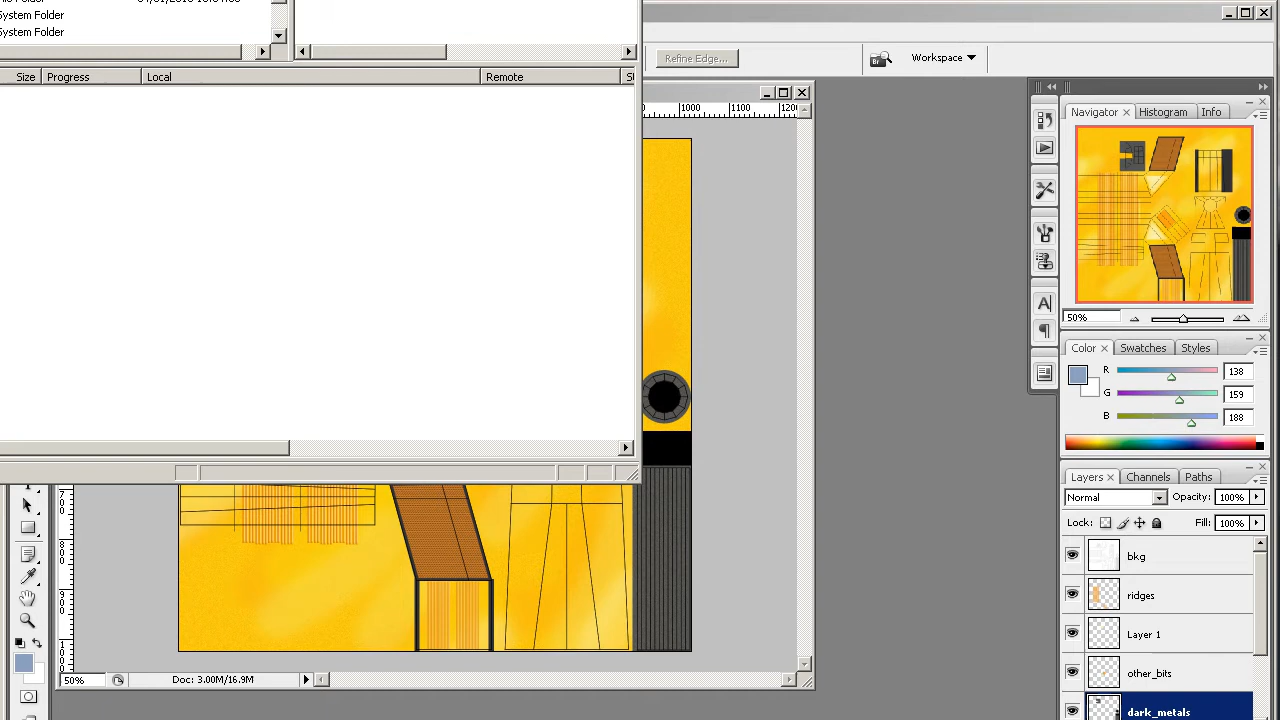 System Folder
System Folder
Size Progress Local Remote
Refine Edge...
Workspace
1000 1100
Navigator Histogram Info
50%
Color Swatches Styles
R 138
G 159
B 188
Layers Channels Paths
Normal Opacity: 100%
Lock: Fill: 100%
bkg
ridges
Layer 1
other_bits
dark_metals
50% Doc: 3.00M/16.9M